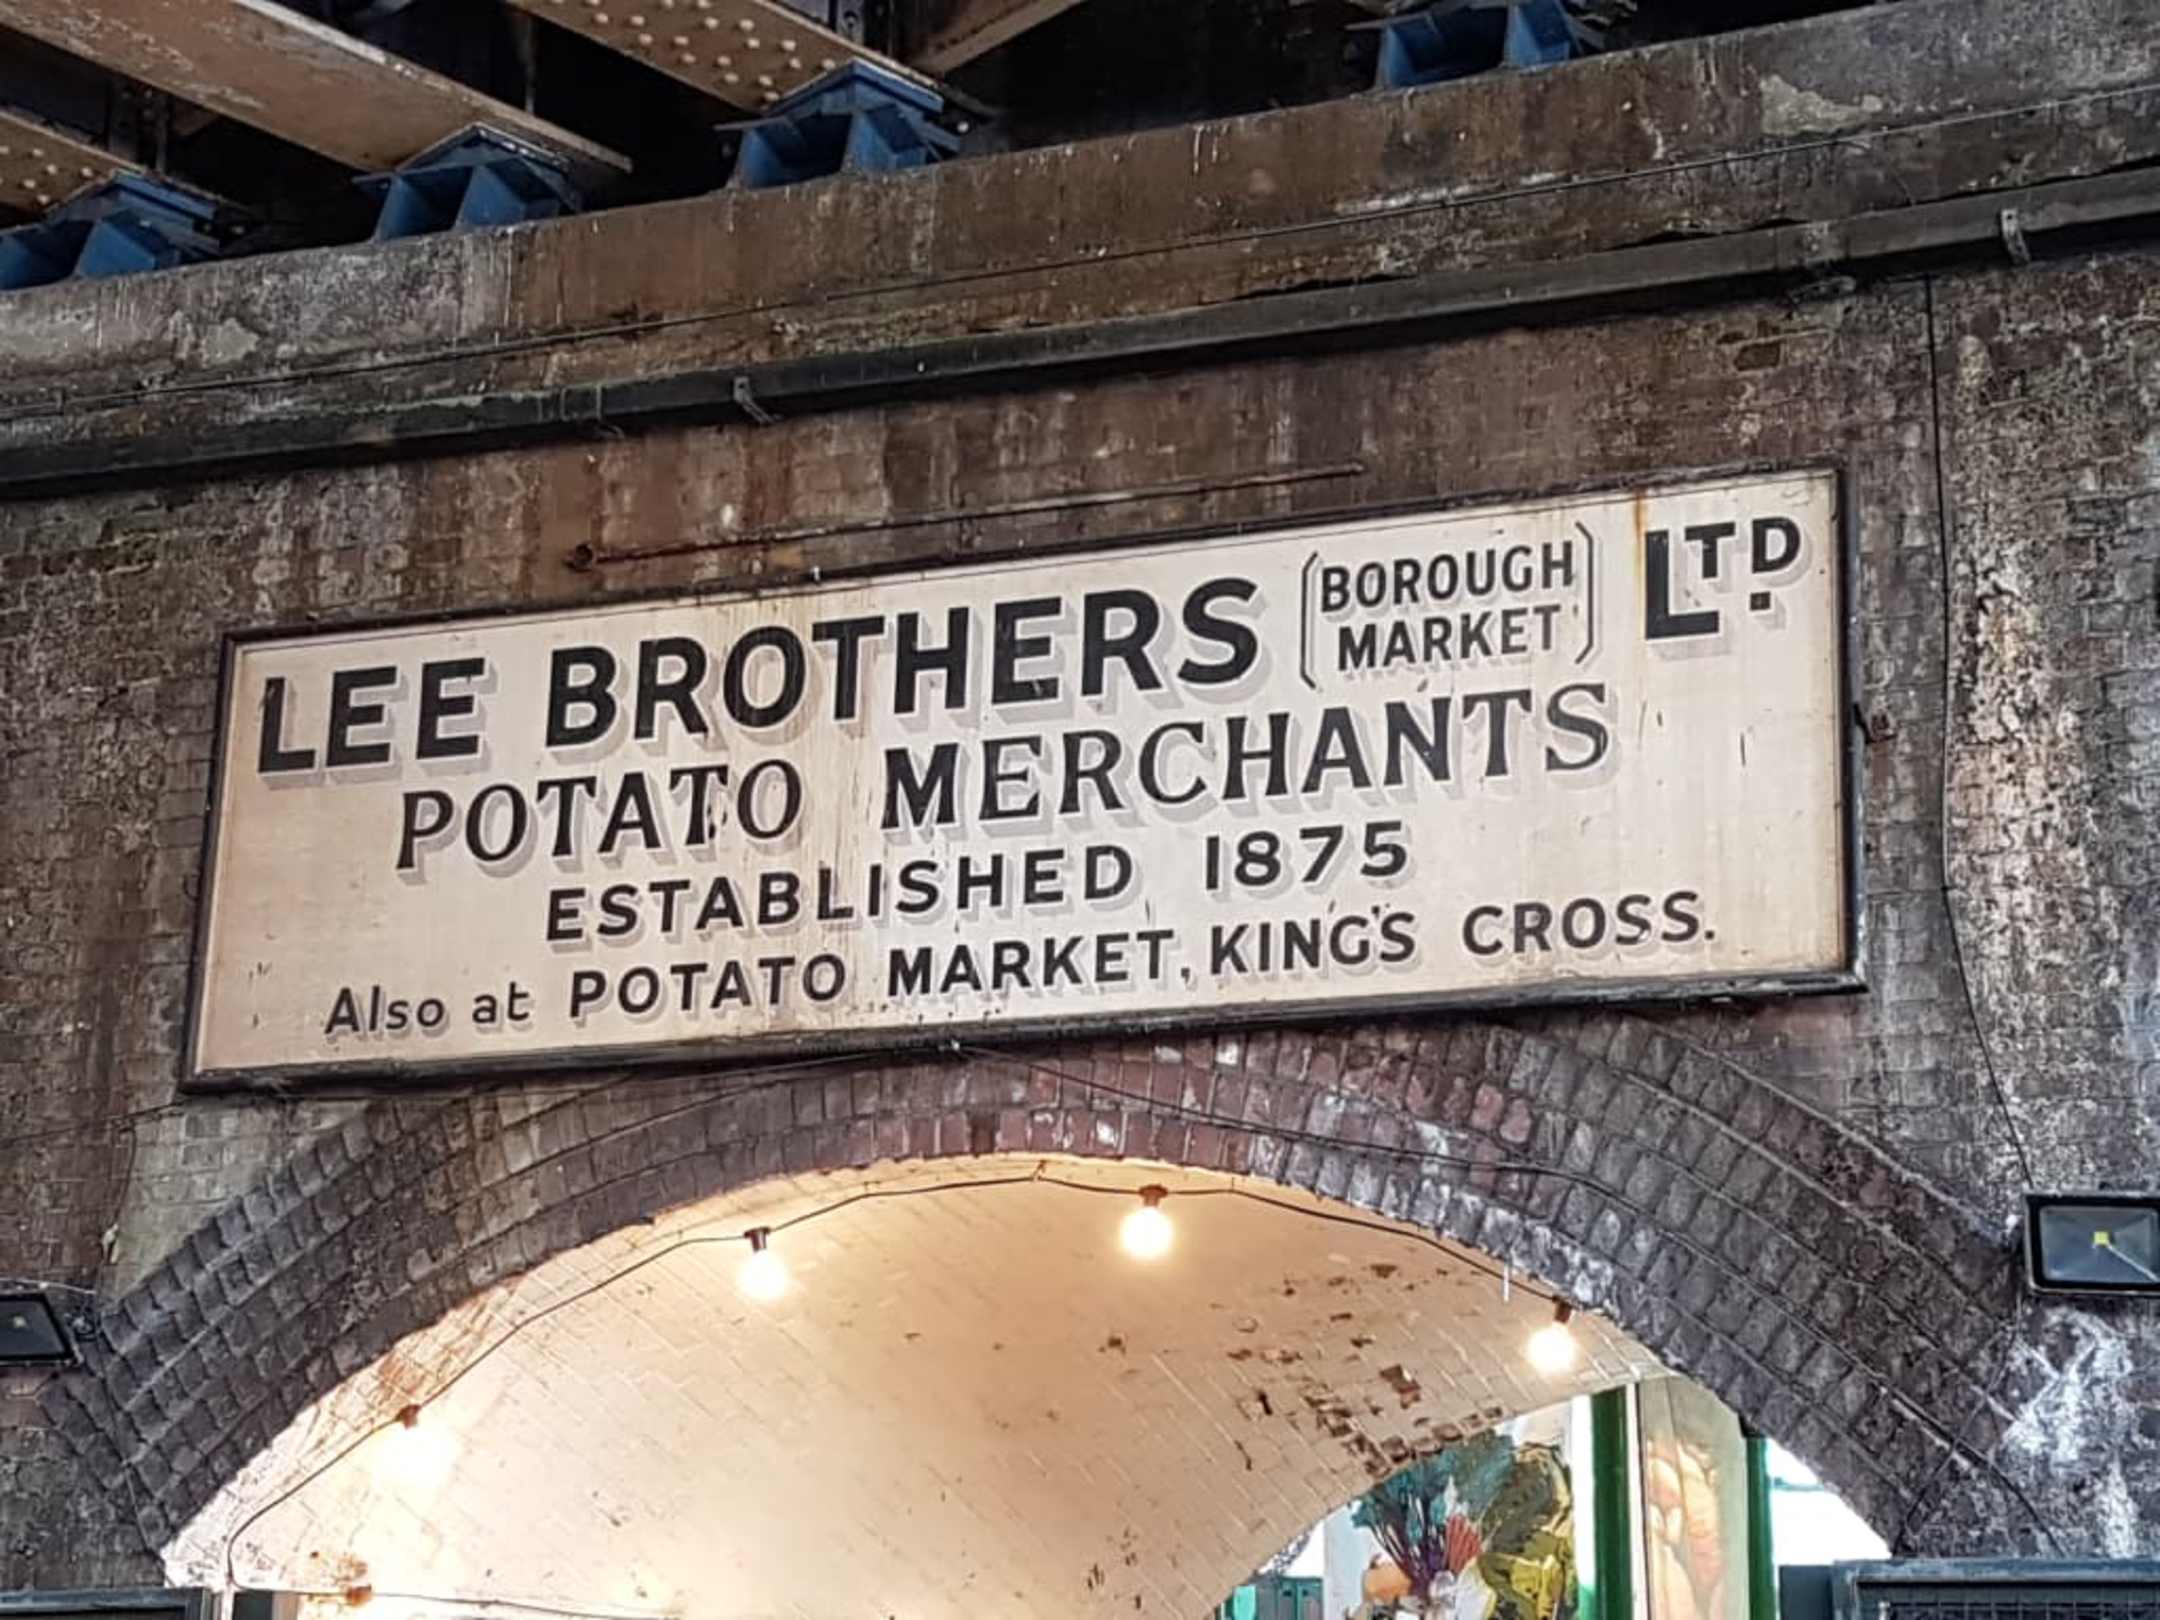 LEE BROTHERS (BOROUGH MARKET) LTD.
POTATO MERCHANTS
ESTABLISHED 1875
Also at POTATO MARKET, KING'S CROSS.